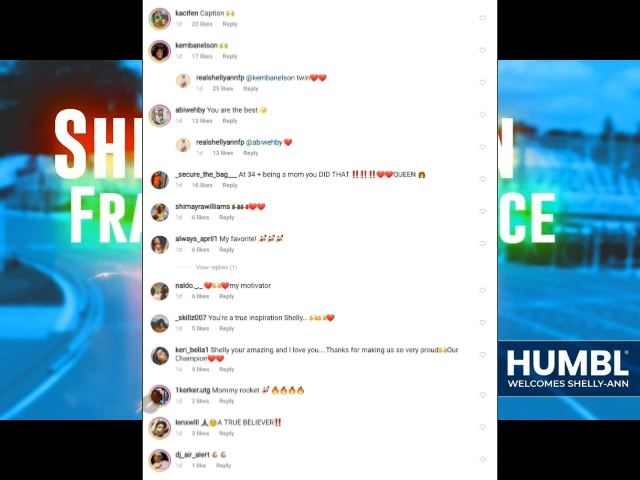 kacifen Caption 🙌
1d 22 likes Reply
kembanelson 🙌
1d 17 likes Reply
realshellyannfp @kembanelson twin❤️❤️
1d 25 likes Reply
abiwehby You are the best
1d 13 likes Reply
realshellyannfp @abiwehby ❤️
1d 13 likes Reply
_secure_the_bag___ At 34 + being a mom you DID THAT ‼️‼️‼️❤️❤️QUEEN
1d 16 likes Reply
shimayrawilliams ❤️❤️
1d 6 likes Reply
always_april1 My favorite! 💅💅💅
1d 6 likes Reply
View replies (1)
naldo._._ ❤️🙌❤️my motivator
1d 6 likes Reply
_skillz007 You're a true inspiration Shelly... 🙌🙌❤️
1d 5 likes Reply
keri_bella1 Shelly your amazing and I love you... Thanks for making us so very proud🙌Our
Champion❤️❤️
1d 5 likes Reply
1kerker.utg Mommy rocket 🚀🔥🔥🔥🔥
1d 2 likes Reply
lenxwill A TRUE BELIEVER‼️
1d 2 likes Reply
dj_air_alert 💪💪
1d 1 like Reply
SH
N
FRA
CE
HUMBL
WELCOMES SHELLY-ANN